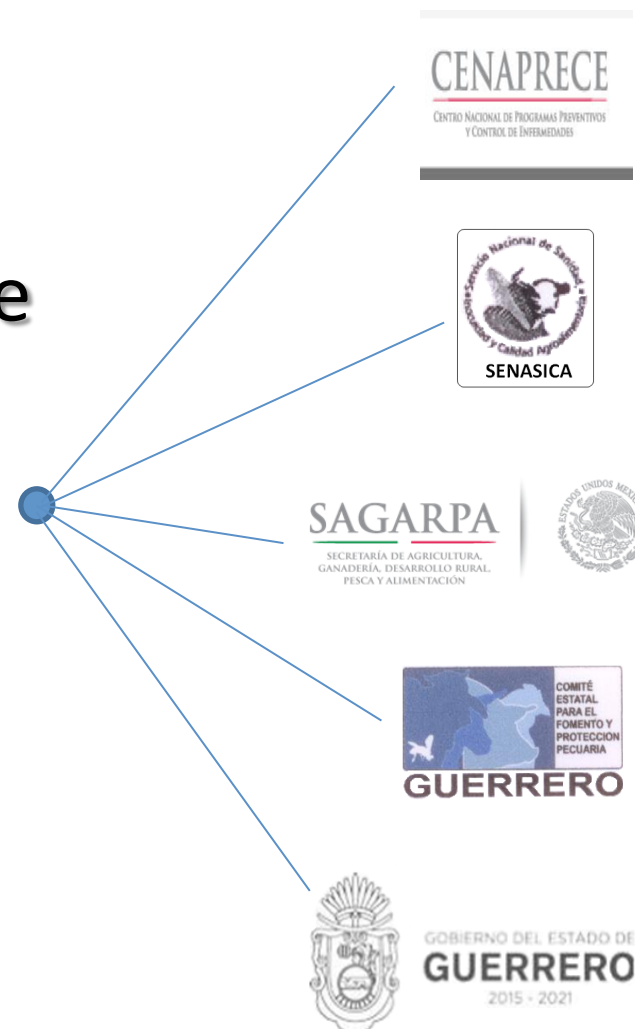 CENAPRECE
CENTRO NACIONAL DE PROGRAMAS PREVENTIVOS
Y CONTROL DE ENFERMEDADES
e
Servicio Nacional de Sanidad,
Inocuidad y Calidad Agroalimentaria
SENASICA
SAGARPA
SECRETARÍA DE AGRICULTURA,
GANADERÍA, DESARROLLO RURAL,
PESCA Y ALIMENTACIÓN
ESTADOS UNIDOS MEXIC
COMITÉ
ESTATAL
PARA EL
FOMENTO Y
PROTECCION
PECUARIA
GUERRERO
GOBIERNO DEL ESTADO DE
GUERRERO
2015 - 2021